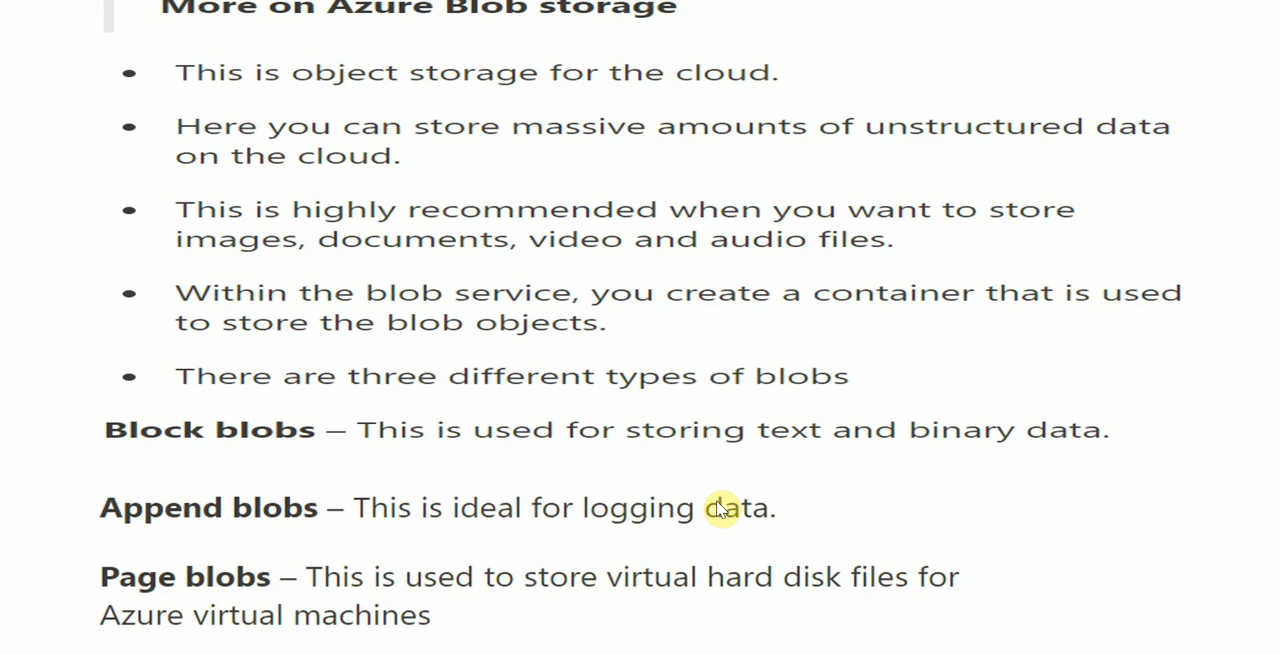 More on Azure Blob storage
• This is object storage for the cloud.
• Here you can store massive amounts of unstructured data
on the cloud.
• This is highly recommended when you want to store
images, documents, video and audio files.
• Within the blob service, you create a container that is used
to store the blob objects.
• There are three different types of blobs
Block blobs – This is used for storing text and binary data.
Append blobs – This is ideal for logging data.
Page blobs – This is used to store virtual hard disk files for
Azure virtual machines